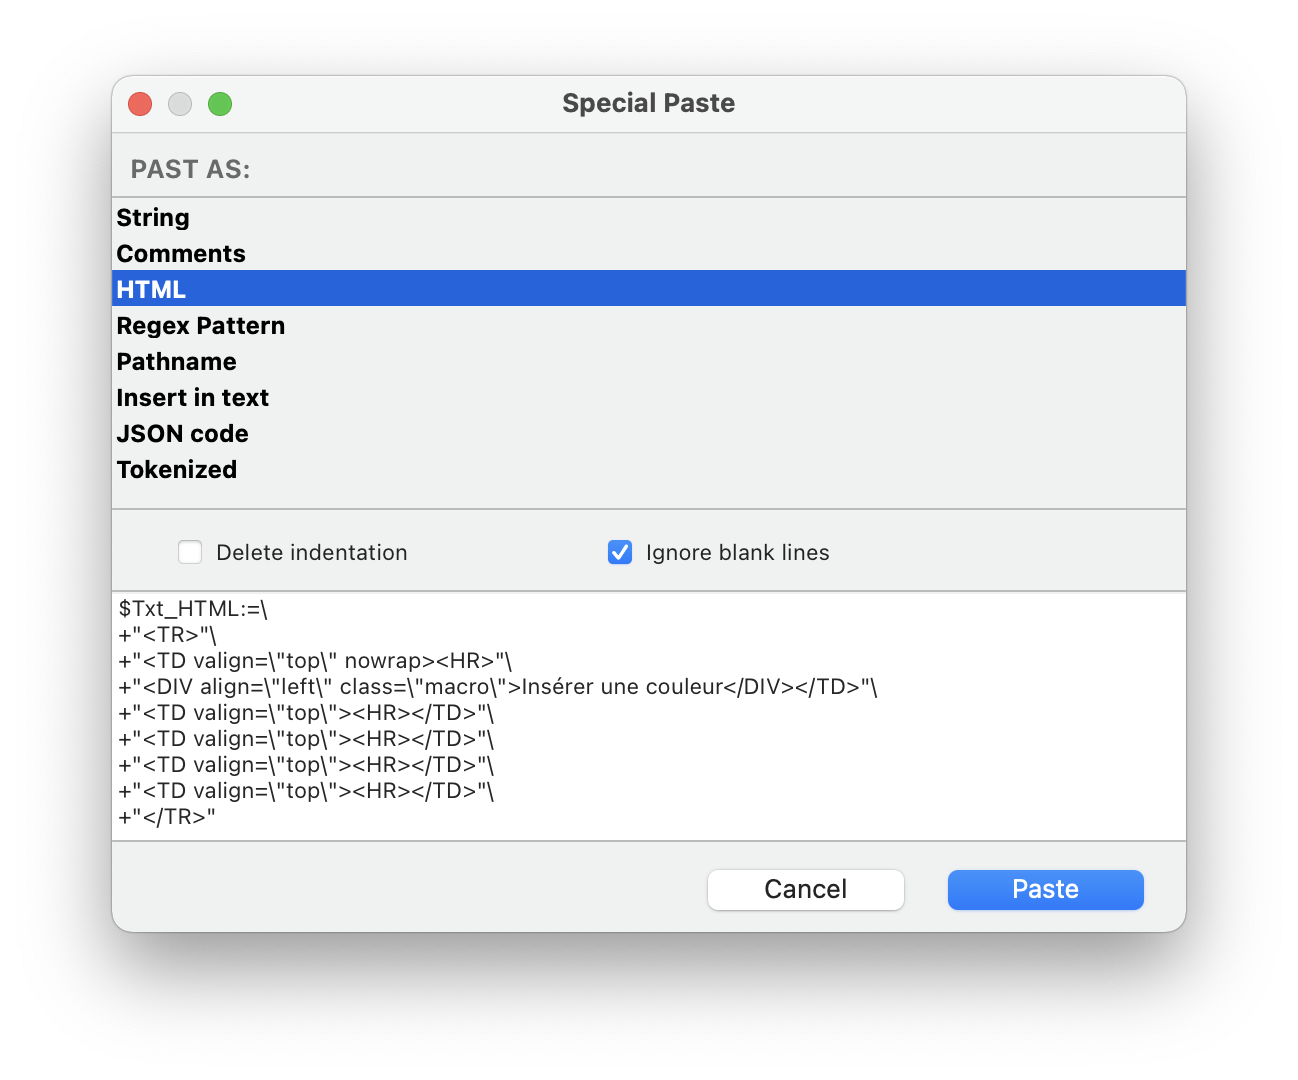 Special Paste
PAST AS:
String
Comments
HTML
Regex Pattern
Pathname
Insert in text
JSON code
Tokenized
Delete indentation
Ignore blank lines
$Txt_HTML:=\
+"<TR>"\
+"<TD valign=\"top\" nowrap><HR>"\
+"<DIV align=\"left\" class=\"macro\">Insérer une couleur</DIV></TD>"\
+"<TD valign=\"top\"><HR></TD>"\
+"<TD valign=\"top\"><HR></TD>"\
+"<TD valign=\"top\"><HR></TD>"\
+"<TD valign=\"top\"><HR></TD>"\
+"</TR>"
Cancel
Paste